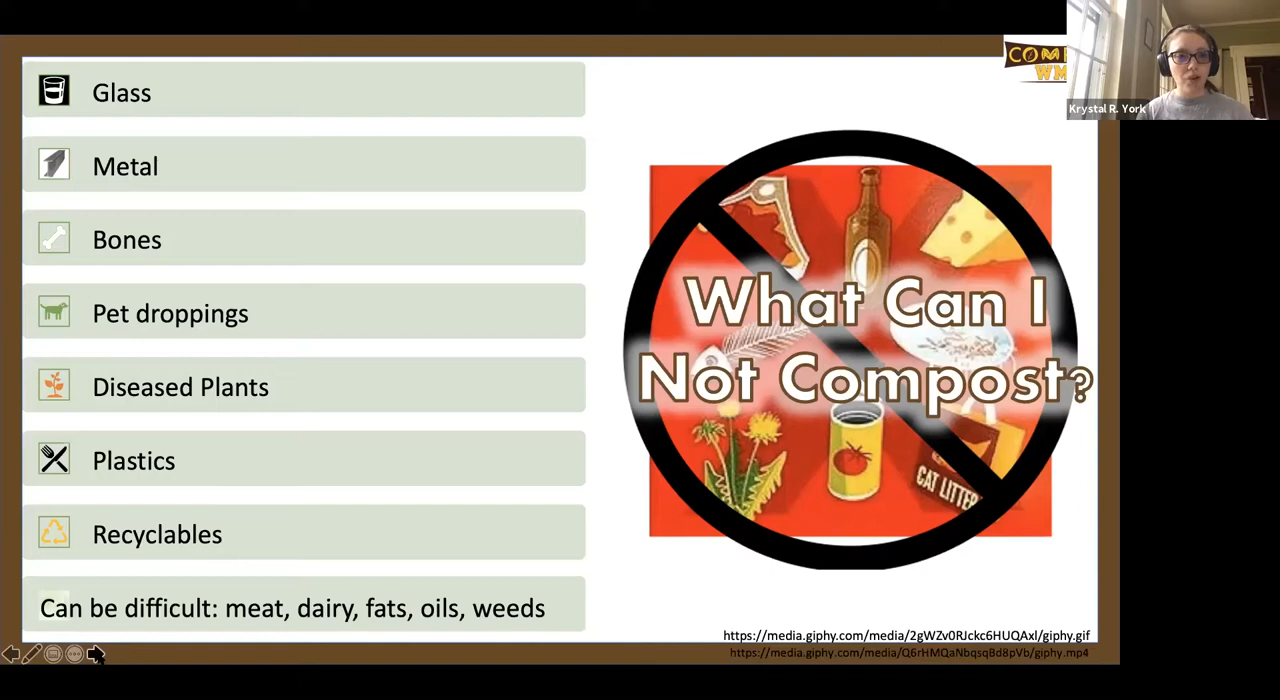 Glass
Metal
Bones
Pet droppings
Diseased Plants
Plastics
Recyclables
Can be difficult: meat, dairy, fats, oils, weeds
Krystal R. York
What Can I
Not Compost?
CAT LITTER
https://media.giphy.com/media/2gWZv0RJckc6HUQAxI/giphy.gif
https://media.giphy.com/media/Q6rHMQaNbqsqBd8pVb/giphy.mp4